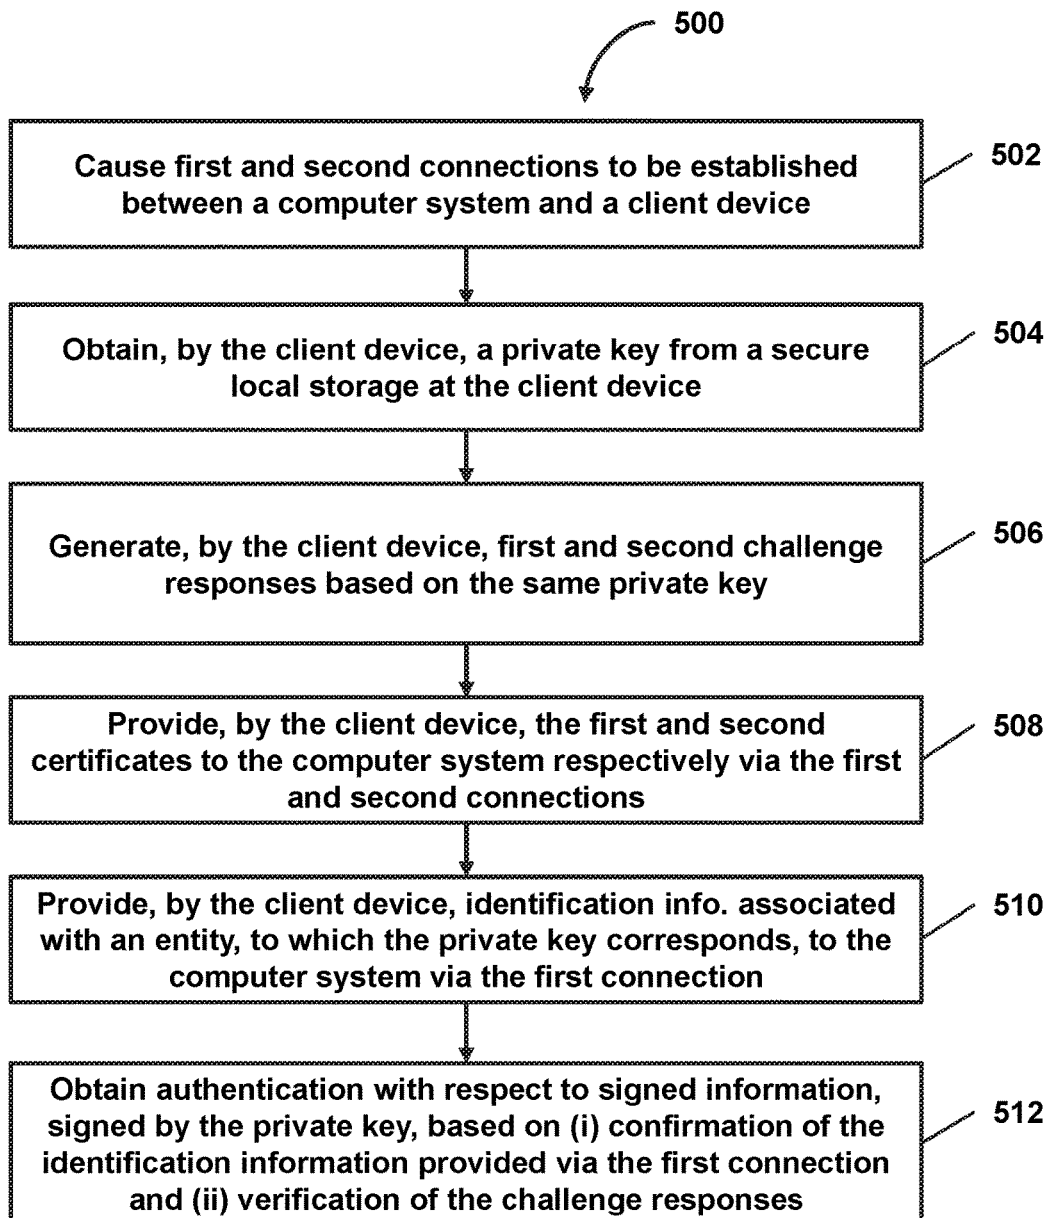 500
Cause first and second connections to be established
between a computer system and a client device
502
Obtain, by the client device, a private key from a secure
local storage at the client device
504
Generate, by the client device, first and second challenge
responses based on the same private key
506
Provide, by the client device, the first and second
certificates to the computer system respectively via the first
and second connections
508
Provide, by the client device, identification info. associated
with an entity, to which the private key corresponds, to the
computer system via the first connection
510
Obtain authentication with respect to signed information,
signed by the private key, based on (i) confirmation of the
identification information provided via the first connection
and (ii) verification of the challenge responses
512